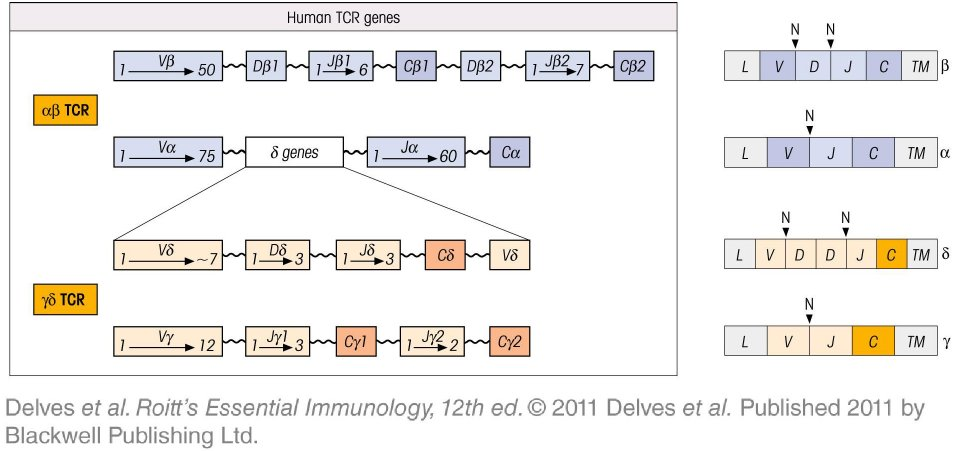 Human TCR genes
Vβ 1 50 Dβ1 Jβ1 1 6 Cβ1 Dβ2 Jβ2 1 7 Cβ2
αβ TCR
Vα 1 75 δ genes Jα 1 60 Cα
Vδ 1 ~7 Dδ 1 3 Jδ 1 3 Cδ Vδ
γδ TCR
Vγ 1 12 Jγ1 1 3 Cγ1 Jγ2 1 2 Cγ2
N N
L V D J C TM β
N
L V J C TM α
N N
L V D D J C TM δ
N
L V J C TM γ
Delves et al. Roitt's Essential Immunology, 12th ed. © 2011 Delves et al. Published 2011 by
Blackwell Publishing Ltd.